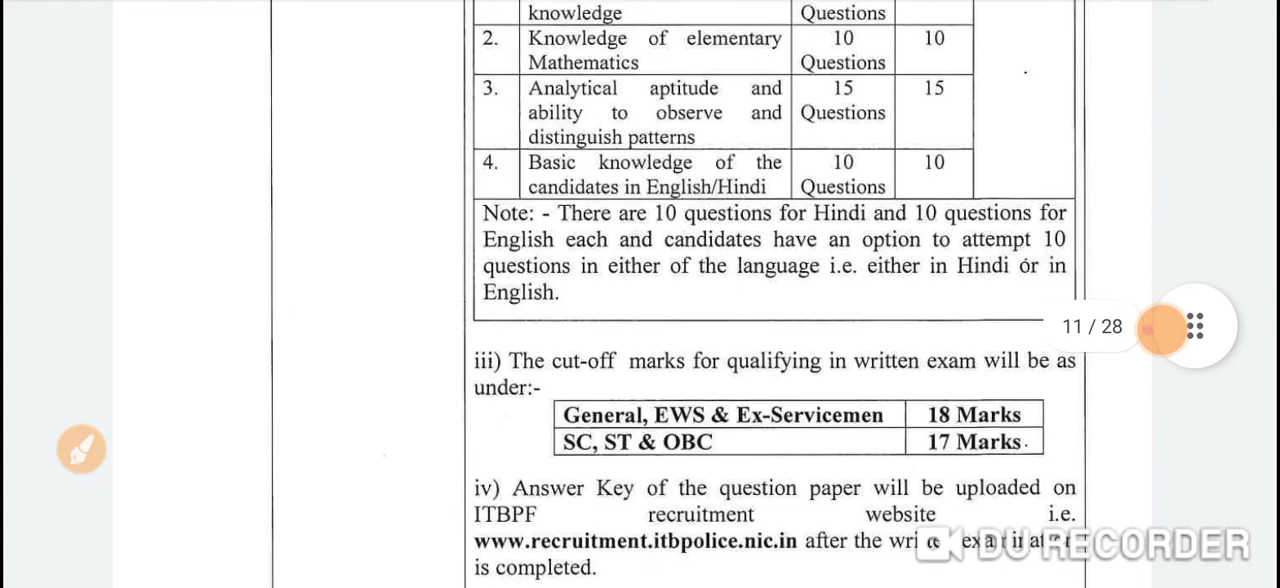 knowledge Questions
2. Knowledge of elementary 10 10
Mathematics Questions
3. Analytical aptitude and 15 15
ability to observe and Questions
distinguish patterns
4. Basic knowledge of the 10 10
candidates in English/Hindi Questions
Note: - There are 10 questions for Hindi and 10 questions for
English each and candidates have an option to attempt 10
questions in either of the language i.e. either in Hindi or in
English.
11 / 28
iii) The cut-off marks for qualifying in written exam will be as
under:-
General, EWS & Ex-Servicemen 18 Marks
SC, ST & OBC 17 Marks.
iv) Answer Key of the question paper will be uploaded on
ITBPF recruitment website i.e.
www.recruitment.itbpolice.nic.in after the
DU RECORDER
is completed.